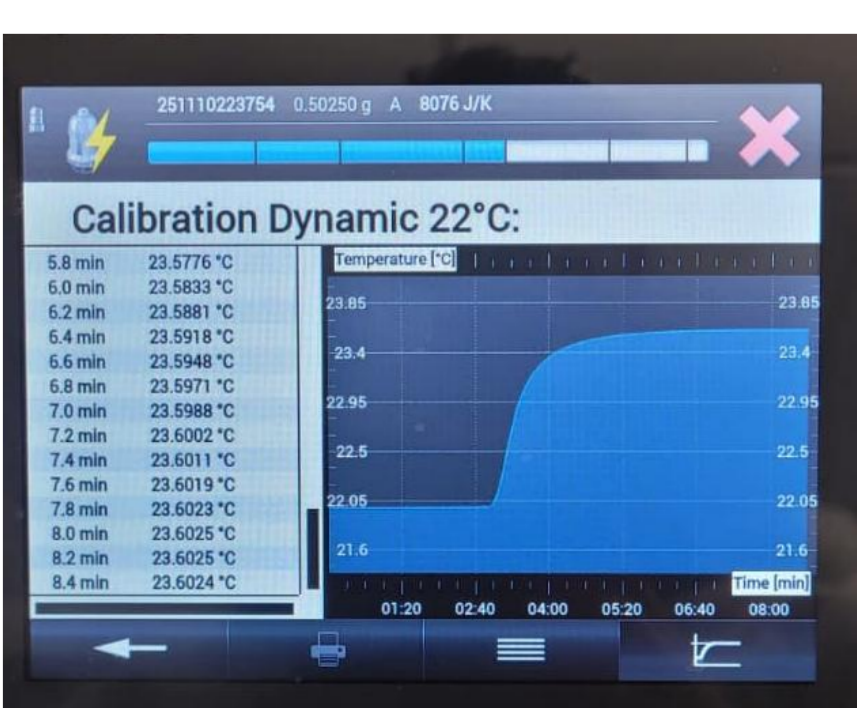 251110223754 0.50250 g A 8076 J/K
Calibration Dynamic 22°C:
5.8 min 23.5776 °C
6.0 min 23.5833 °C
6.2 min 23.5881 °C
6.4 min 23.5918 °C
6.6 min 23.5948 °C
6.8 min 23.5971 °C
7.0 min 23.5988 °C
7.2 min 23.6002 °C
7.4 min 23.6011 °C
7.6 min 23.6019 °C
7.8 min 23.6023 °C
8.0 min 23.6025 °C
8.2 min 23.6025 °C
8.4 min 23.6024 °C
Temperature [°C]
23.85 23.85
23.4 23.4
22.95 22.95
22.5 22.5
22.05 22.05
21.6 21.6
Time [min]
01:20 02:40 04:00 05:20 06:40 08:00